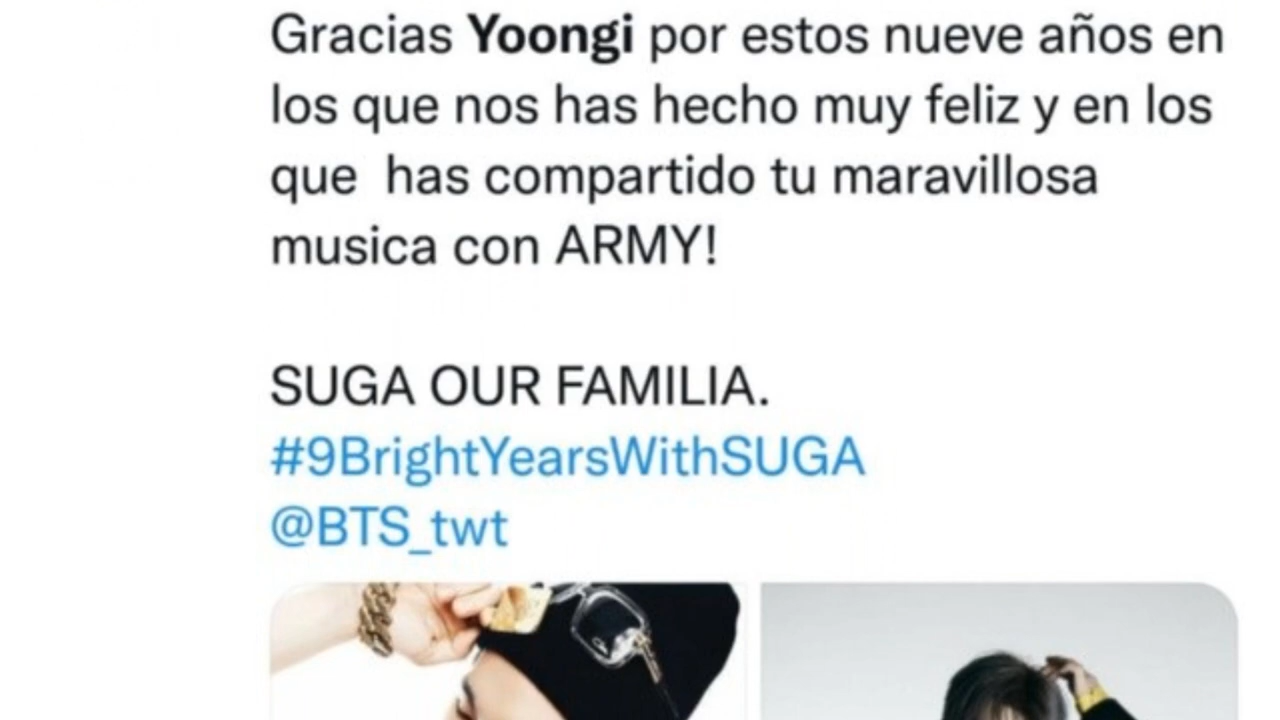 Gracias Yoongi por estos nueve años en
los que nos has hecho muy feliz y en los
que has compartido tu maravillosa
musica con ARMY!
SUGA OUR FAMILIA.
#9BrightYearsWithSUGA
@BTS_twt